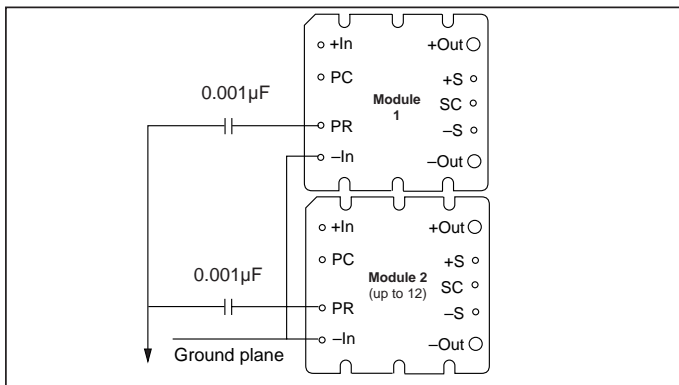 +In
+Out
PC
+S
0.001µF
Module
1
SC
PR
–S
–In
–Out
+In
+Out
PC
+S
0.001µF
Module 2
(up to 12)
SC
PR
–S
–In
–Out
Ground plane